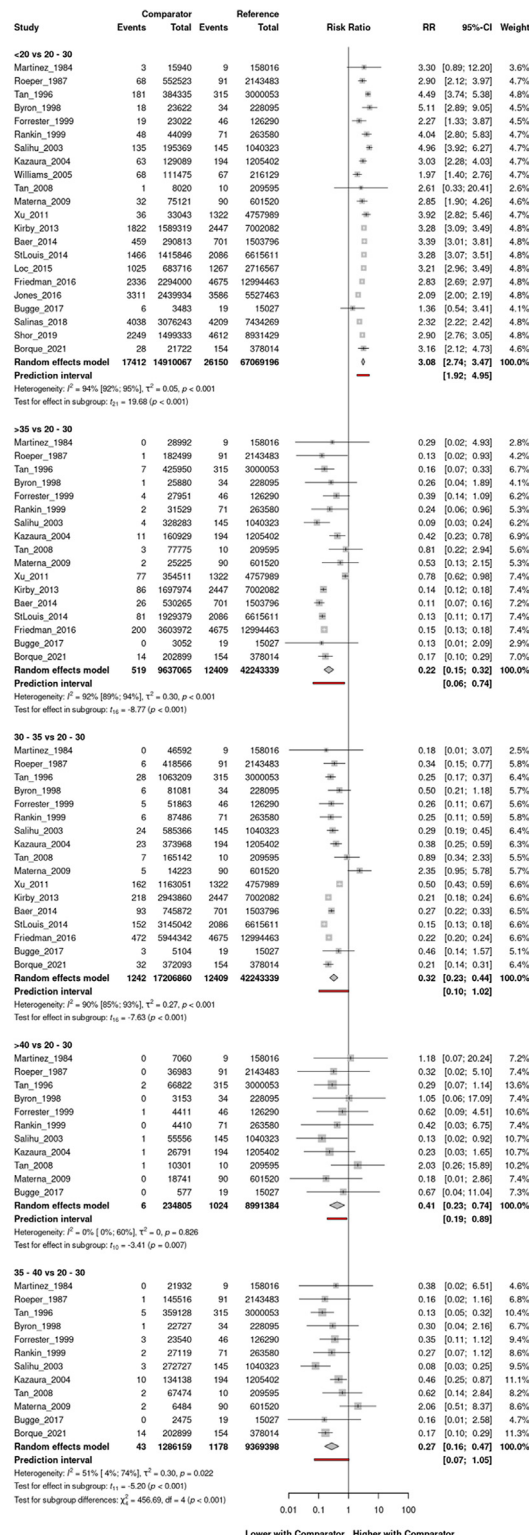 Comparator Reference
Study Events Total Events Total Risk Ratio RR 95%-CI Weight
<20 vs 20 - 30
Martinez_1984 3 15940 9 158016 3.30 [0.89; 12.20] 3.6%
Roeper_1987 68 552523 91 2143483 2.90 [2.12; 3.97] 4.7%
Tan_1996 181 384335 315 3000053 4.49 [3.74; 5.38] 4.8%
Byron_1998 18 23622 34 228095 5.11 [2.89; 9.05] 4.5%
Forrester_1999 19 23022 46 126290 2.27 [1.33; 3.87] 4.5%
Rankin_1999 48 44099 71 263580 4.04 [2.80; 5.83] 4.7%
Salihu_2003 135 195369 145 1040323 4.96 [3.92; 6.27] 4.8%
Kazaura_2004 63 129089 194 1205402 3.03 [2.28; 4.03] 4.7%
Williams_2005 68 111475 67 216129 1.97 [1.40; 2.76] 4.7%
Tan_2008 1 8020 10 209595 2.61 [0.33; 20.41] 2.4%
Materna_2009 32 75121 90 601520 2.85 [1.90; 4.26] 4.7%
Xu_2011 36 33043 1322 4757989 3.92 [2.82; 5.46] 4.7%
Kirby_2013 1822 1589319 2447 7002082 3.28 [3.09; 3.49] 4.8%
Baer_2014 459 290813 701 1503796 3.39 [3.01; 3.81] 4.8%
StLouis_2014 1466 1415846 2086 6615611 3.28 [3.07; 3.51] 4.8%
Loc_2015 1025 683716 1267 2716567 3.21 [2.96; 3.49] 4.8%
Friedman_2016 2336 2294000 4675 12994463 2.83 [2.69; 2.97] 4.8%
Jones_2016 3311 2439934 3586 5527463 2.09 [2.00; 2.19] 4.8%
Bugge_2017 6 3483 19 15027 1.36 [0.54; 3.41] 4.1%
Salinas_2018 4038 3076243 4209 7434269 2.32 [2.22; 2.42] 4.8%
Shor_2019 2249 1499333 4612 8931429 2.90 [2.76; 3.05] 4.8%
Borque_2021 28 21722 154 378014 3.16 [2.12; 4.73] 4.7%
Random effects model 17412 14910067 26150 67069196 3.08 [2.74; 3.47] 100.0%
Prediction interval [1.92; 4.95]
Heterogeneity: I² = 94% [92%; 95%], τ² = 0.05, p < 0.001
Test for effect in subgroup: t₂₁ = 19.68 (p < 0.001)
>35 vs 20 - 30
Martinez_1984 0 28992 9 158016 0.29 [0.02; 4.93] 2.8%
Roeper_1987 1 182499 91 2143483 0.13 [0.02; 0.93] 4.2%
Tan_1996 7 425950 315 3000053 0.16 [0.07; 0.33] 6.7%
Byron_1998 1 25880 34 228095 0.26 [0.04; 1.89] 4.1%
Forrester_1999 4 27951 46 126290 0.39 [0.14; 1.09] 6.2%
Rankin_1999 2 31529 71 263580 0.24 [0.06; 0.96] 5.4%
Salihu_2003 4 328283 145 1040323 0.09 [0.03; 0.24] 6.2%
Kazaura_2004 11 160929 194 1205402 0.42 [0.23; 0.78] 7.0%
Tan_2008 3 77775 10 209595 0.81 [0.22; 2.94] 5.6%
Materna_2009 2 25225 90 601520 0.53 [0.13; 2.15] 5.4%
Xu_2011 77 354511 1322 4757989 0.78 [0.62; 0.98] 7.5%
Kirby_2013 86 1697974 2447 7002082 0.14 [0.12; 0.18] 7.5%
Baer_2014 26 530265 701 1503796 0.11 [0.07; 0.16] 7.3%
StLouis_2014 81 1929379 2086 6615611 0.13 [0.11; 0.17] 7.5%
Friedman_2016 200 3603972 4675 12994463 0.15 [0.13; 0.18] 7.6%
Bugge_2017 0 3052 19 15027 0.13 [0.01; 2.09] 2.9%
Borque_2021 14 202899 154 378014 0.17 [0.10; 0.29] 7.0%
Random effects model 519 9637065 12409 42243339 0.22 [0.15; 0.32] 100.0%
Prediction interval [0.06; 0.74]
Heterogeneity: I² = 92% [89%; 94%], τ² = 0.30, p < 0.001
Test for effect in subgroup: t₁₆ = -8.77 (p < 0.001)
30 - 35 vs 20 - 30
Martinez_1984 0 46592 9 158016 0.18 [0.01; 3.07] 2.5%
Roeper_1987 6 418566 91 2143483 0.34 [0.15; 0.77] 5.8%
Tan_1996 28 1063209 315 3000053 0.25 [0.17; 0.37] 6.4%
Byron_1998 6 81081 34 228095 0.50 [0.21; 1.18] 5.7%
Forrester_1999 5 51863 46 126290 0.26 [0.11; 0.67] 5.6%
Rankin_1999 6 87486 71 263580 0.25 [0.11; 0.59] 5.8%
Salihu_2003 24 585366 145 1040323 0.29 [0.19; 0.45] 6.4%
Kazaura_2004 23 373968 194 1205402 0.38 [0.25; 0.59] 6.3%
Tan_2008 7 165142 10 209595 0.89 [0.34; 2.33] 5.5%
Materna_2009 5 14223 90 601520 2.35 [0.95; 5.78] 5.7%
Xu_2011 162 1163051 1322 4757989 0.50 [0.43; 0.59] 6.6%
Kirby_2013 218 2943860 2447 7002082 0.21 [0.18; 0.24] 6.6%
Baer_2014 93 745872 701 1503796 0.27 [0.22; 0.33] 6.6%
StLouis_2014 152 3145042 2086 6615611 0.15 [0.13; 0.18] 6.6%
Friedman_2016 472 5944342 4675 12994463 0.22 [0.20; 0.24] 6.6%
Bugge_2017 3 5104 19 15027 0.46 [0.14; 1.57] 5.0%
Borque_2021 32 372093 154 378014 0.21 [0.14; 0.31] 6.4%
Random effects model 1242 17206860 12409 42243339 0.32 [0.23; 0.44] 100.0%
Prediction interval [0.10; 1.02]
Heterogeneity: I² = 90% [85%; 93%], τ² = 0.27, p < 0.001
Test for effect in subgroup: t₁₆ = -7.63 (p < 0.001)
>40 vs 20 - 30
Martinez_1984 0 7060 9 158016 1.18 [0.07; 20.24] 7.2%
Roeper_1987 0 36983 91 2143483 0.32 [0.02; 5.10] 7.4%
Tan_1996 2 66822 315 3000053 0.29 [0.07; 1.14] 13.6%
Byron_1998 0 3153 34 228095 1.05 [0.06; 17.09] 7.4%
Forrester_1999 1 4411 46 126290 0.62 [0.09; 4.51] 10.6%
Rankin_1999 0 4410 71 263580 0.42 [0.03; 6.75] 7.4%
Salihu_2003 1 55556 145 1040323 0.13 [0.02; 0.92] 10.7%
Kazaura_2004 1 26791 194 1205402 0.23 [0.03; 1.65] 10.7%
Tan_2008 1 10301 10 209595 2.03 [0.26; 15.89] 10.3%
Materna_2009 0 18741 90 601520 0.18 [0.01; 2.86] 7.4%
Bugge_2017 0 577 19 15027 0.67 [0.04; 11.04] 7.3%
Random effects model 6 234805 1024 8991384 0.41 [0.23; 0.74] 100.0%
Prediction interval [0.19; 0.89]
Heterogeneity: I² = 0% [ 0%; 60%], τ² = 0, p = 0.826
Test for effect in subgroup: t₁₀ = -3.41 (p = 0.007)
35 - 40 vs 20 - 30
Martinez_1984 0 21932 9 158016 0.38 [0.02; 6.51] 4.6%
Roeper_1987 1 145516 91 2143483 0.16 [0.02; 1.16] 7.4%
Tan_1996 5 359128 315 3000053 0.13 [0.05; 0.32] 10.4%
Byron_1998 1 22727 34 228095 0.30 [0.04; 2.16] 7.3%
Forrester_1999 3 23540 46 126290 0.35 [0.11; 1.12] 9.4%
Rankin_1999 2 27119 71 263580 0.27 [0.07; 1.12] 8.6%
Salihu_2003 3 272727 145 1040323 0.08 [0.03; 0.25] 9.5%
Kazaura_2004 10 134138 194 1205402 0.46 [0.25; 0.87] 11.1%
Tan_2008 2 67474 10 209595 0.62 [0.14; 2.84] 8.2%
Materna_2009 2 6484 90 601520 2.06 [0.51; 8.37] 8.6%
Bugge_2017 0 2475 19 15027 0.16 [0.01; 2.58] 4.7%
Borque_2021 14 202899 154 378014 0.17 [0.10; 0.29] 11.2%
Random effects model 43 1286159 1178 9369398 0.27 [0.16; 0.47] 100.0%
Prediction interval [0.07; 1.05]
Heterogeneity: I² = 51% [ 4%; 74%], τ² = 0.30, p = 0.022
Test for effect in subgroup: t₁₁ = -5.20 (p < 0.001)
Test for subgroup differences: χ²₄ = 456.69, df = 4 (p < 0.001)
0.01 0.1 1 10 100
Lower with Comparator Higher with Comparator